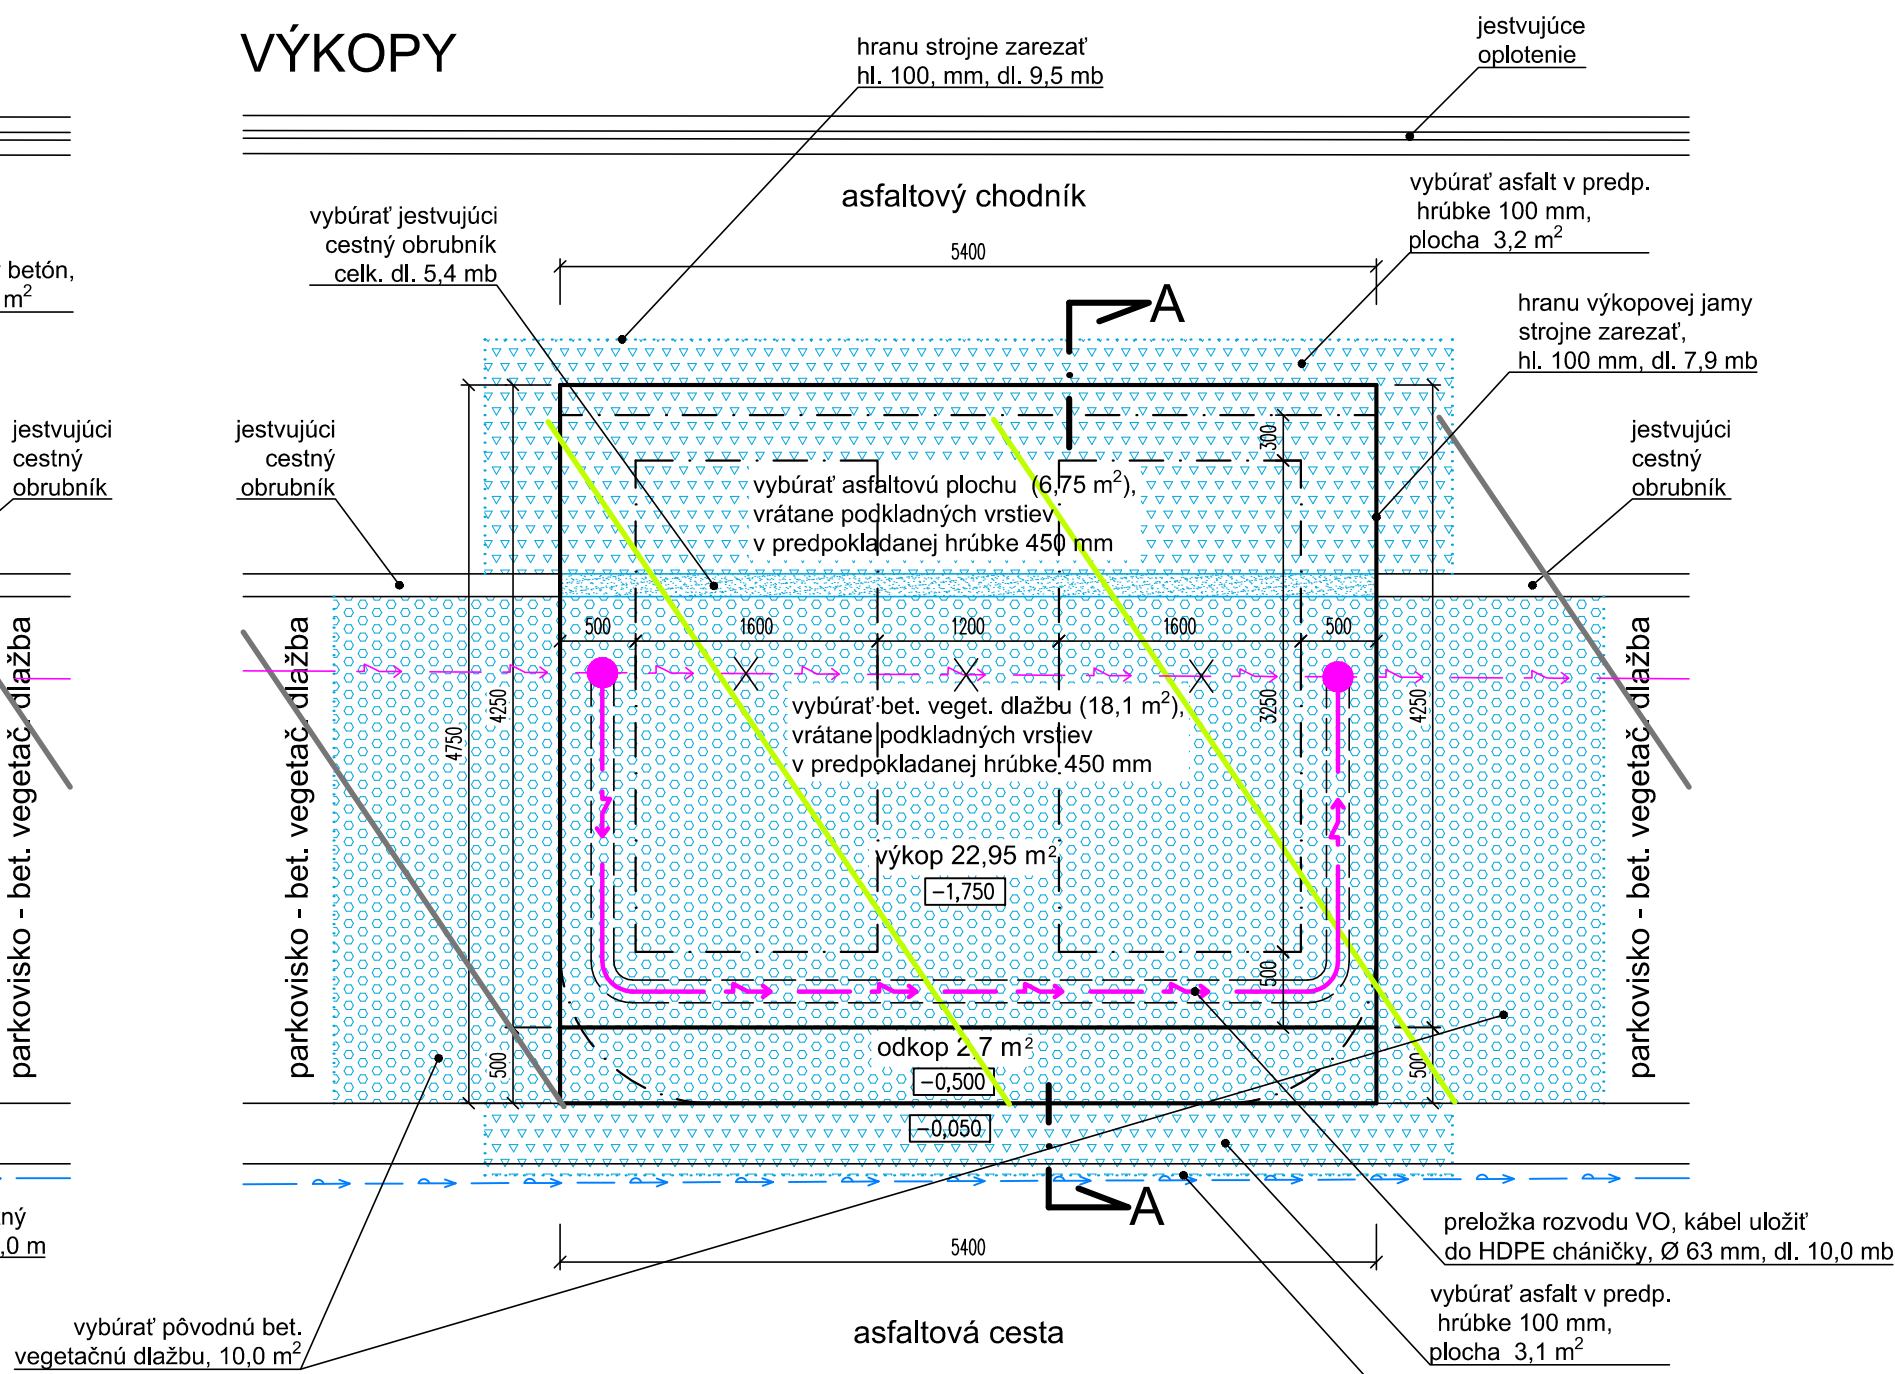 VÝKOPY
hranu strojne zarezať
hl. 100, mm, dl. 9,5 mb
jestvujúce
oplotenie
asfaltový chodník
vybúrať asfalt v predp.
hrúbke 100 mm,
plocha 3,2 m²
vybúrať jestvujúci
cestný obrubník
celk. dl. 5,4 mb
5400
betón,
m²
A
hranu výkopovej jamy
strojne zarezať,
hl. 100 mm, dl. 7,9 mb
jestvujúci
cestný
obrubník
jestvujúci
cestný
obrubník
jestvujúci
cestný
obrubník
300
vybúrať asfaltovú plochu (6,75 m²),
vrátane podkladných vrstiev
v predpokladanej hrúbke 450 mm
500
1600
1200
1600
500
parkovisko - bet. vegetač. dlažba
parkovisko - bet. vegetač. dlažba
parkovisko - bet. vegetač. dlažba
4750
4250
3250
4250
vybúrať bet. veget. dlažbu (18,1 m²),
vrátane podkladných vrstiev
v predpokladanej hrúbke 450 mm
výkop 22,95 m²
−1,750
500
500
500
odkop 2,7 m²
−0,500
−0,050
A
5400
ný
,0 m
preložka rozvodu VO, kábel uložiť
do HDPE cháničky, Ø 63 mm, dl. 10,0 mb
vybúrať asfalt v predp.
hrúbke 100 mm,
plocha 3,1 m²
asfaltová cesta
vybúrať pôvodnú bet.
vegetačnú dlažbu, 10,0 m²